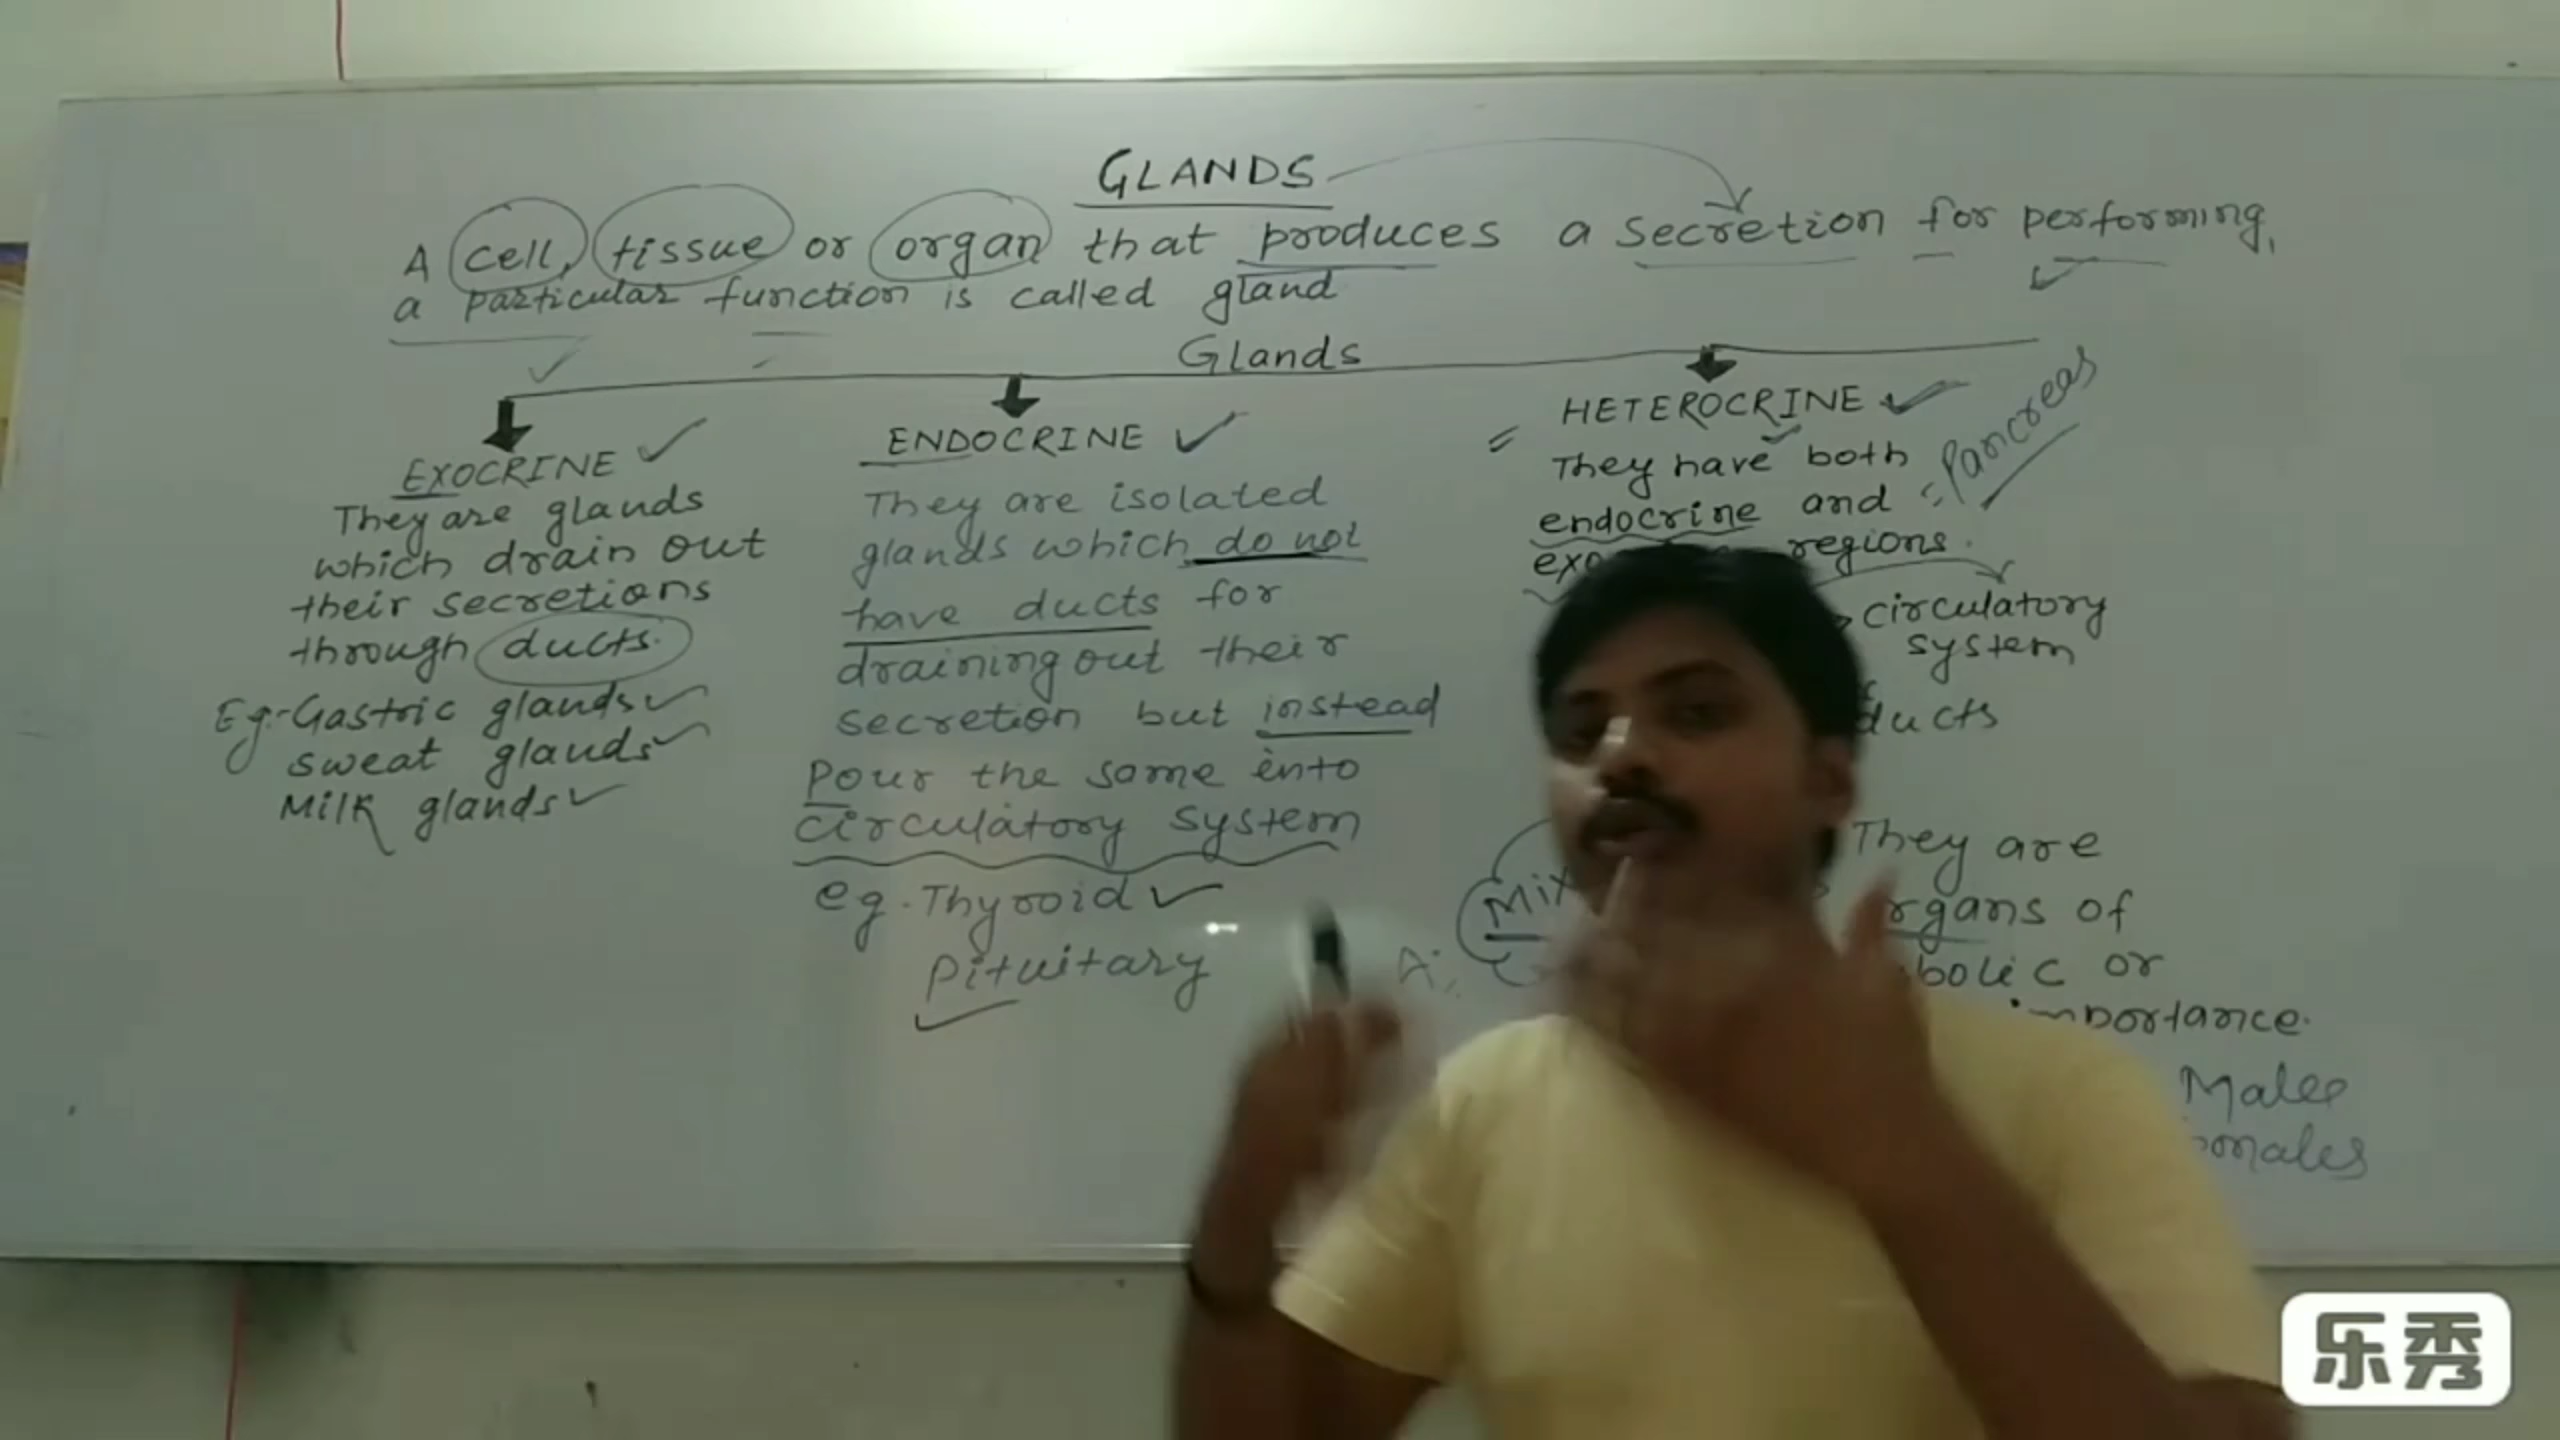 GLANDS
A cell, tissue or organ that produces a secretion for performing
a particular function is called gland
Glands
EXOCRINE
They are glands
which drain out
their secretions
through ducts.
Eg:- Gastric glands
sweat glands
Milk glands
ENDOCRINE
They are isolated
glands which do not
have ducts for
draining out their
secretion but instead
Pour the same into
circulatory system
eg. Thyroid
Pituitary
HETEROCRINE
They have both
endocrine and
regions.
Pancreas
circulatory
system
ducts
They are
of
or
importance.
Males
乐秀